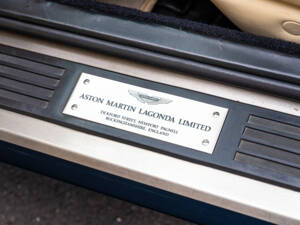 ASTON MARTIN LAGONDA LIMITED
TICKFORD STREET, NEWPORT PAGNELL
BUCKINGHAMSHIRE, ENGLAND